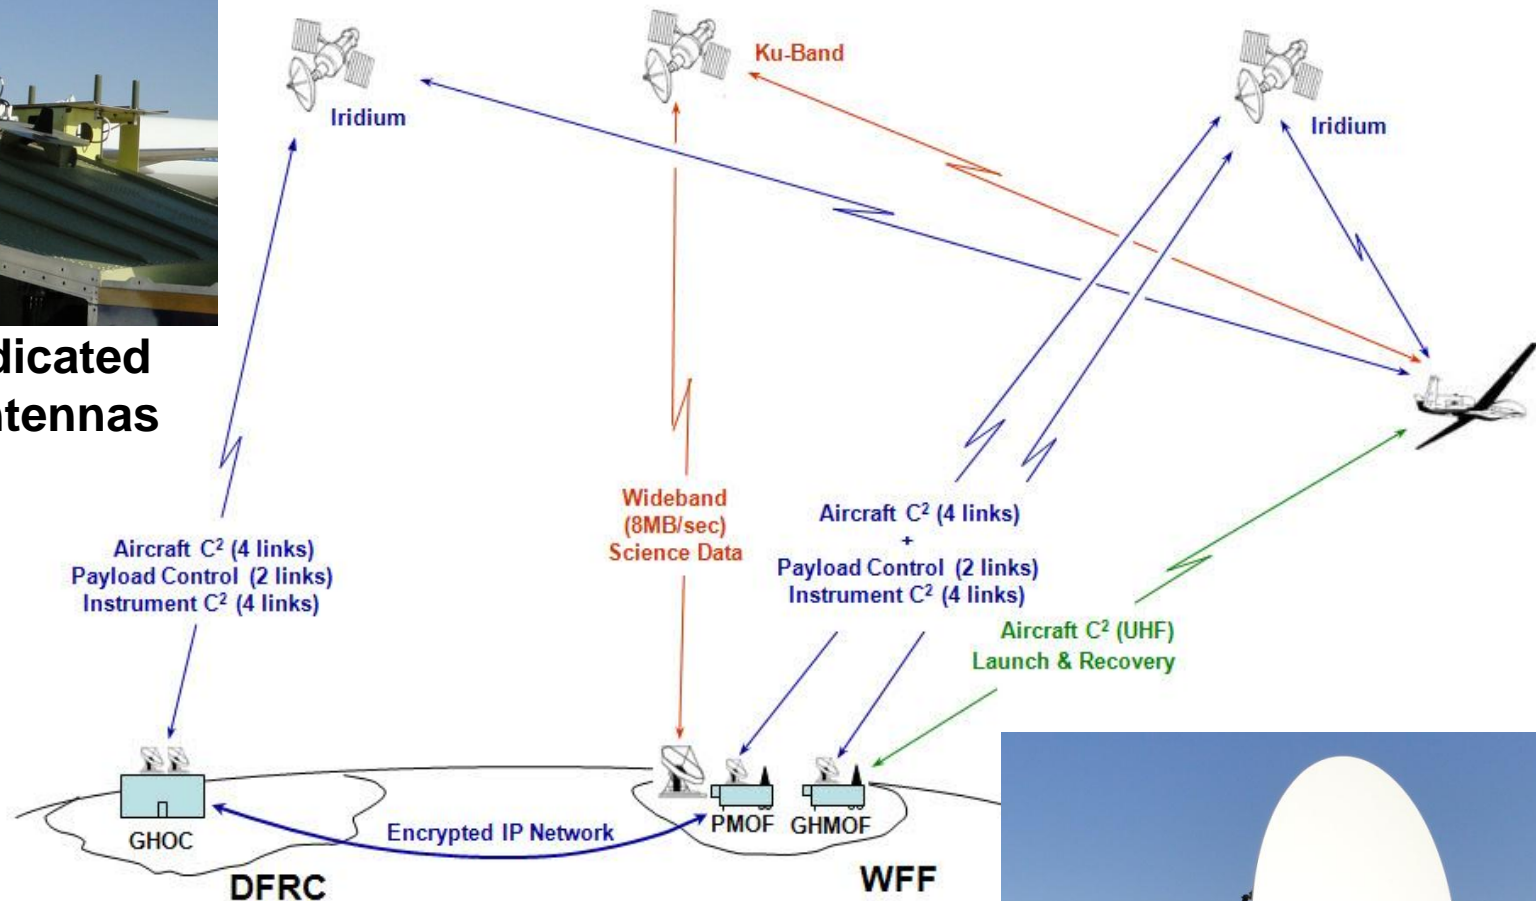 Ku-Band
Iridium
Iridium
Aircraft C² (4 links)
Payload Control (2 links)
Instrument C² (4 links)
Wideband
(8MB/sec)
Science Data
Aircraft C² (4 links)
+
Payload Control (2 links)
Instrument C² (4 links)
Aircraft C² (UHF)
Launch & Recovery
GHOC
Encrypted IP Network
PMOF
GHMOF
DFRC
WFF